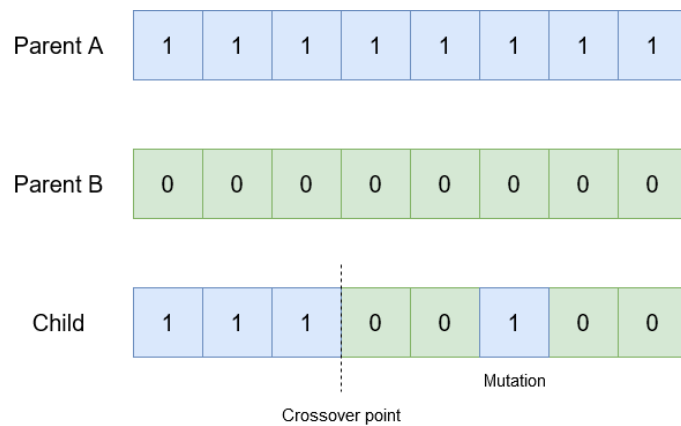 Parent A 1 1 1 1 1 1 1 1
Parent B 0 0 0 0 0 0 0 0
Child 1 1 1 0 0 1 0 0
Mutation
Crossover point